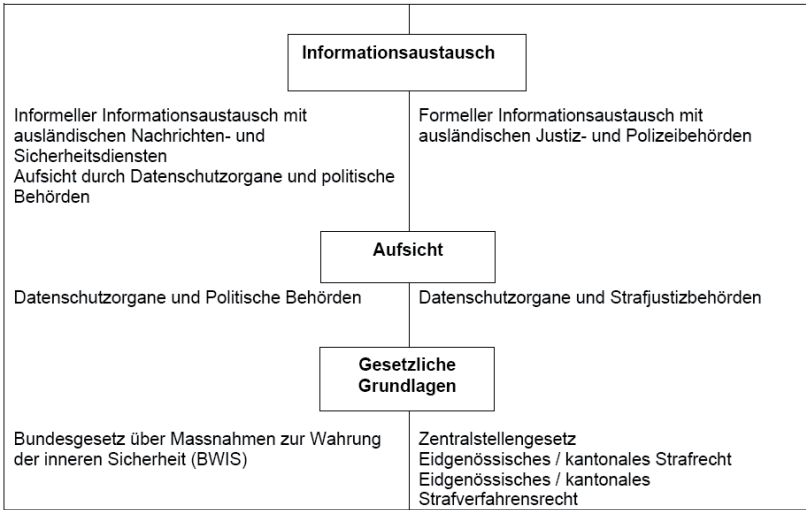 Informationsaustausch
Informeller Informationsaustausch mit
ausländischen Nachrichten- und
Sicherheitsdiensten
Aufsicht durch Datenschutzorgane und politische
Behörden
Formeller Informationsaustausch mit
ausländischen Justiz- und Polizeibehörden
Aufsicht
Datenschutzorgane und Politische Behörden
Datenschutzorgane und Strafjustizbehörden
Gesetzliche
Grundlagen
Bundesgesetz über Massnahmen zur Wahrung
der inneren Sicherheit (BWIS)
Zentralstellengesetz
Eidgenössisches / kantonales Strafrecht
Eidgenössisches / kantonales
Strafverfahrensrecht